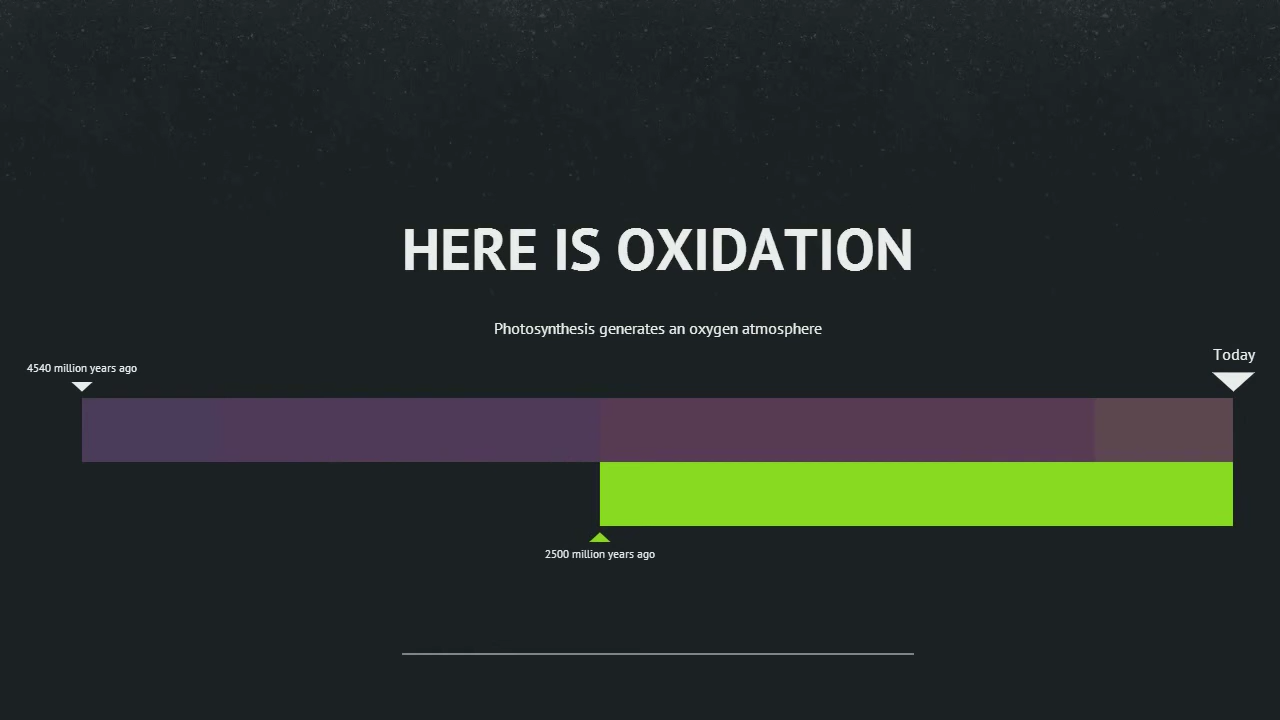 HERE IS OXIDATION
Photosynthesis generates an oxygen atmosphere
Today
4540 million years ago
2500 million years ago